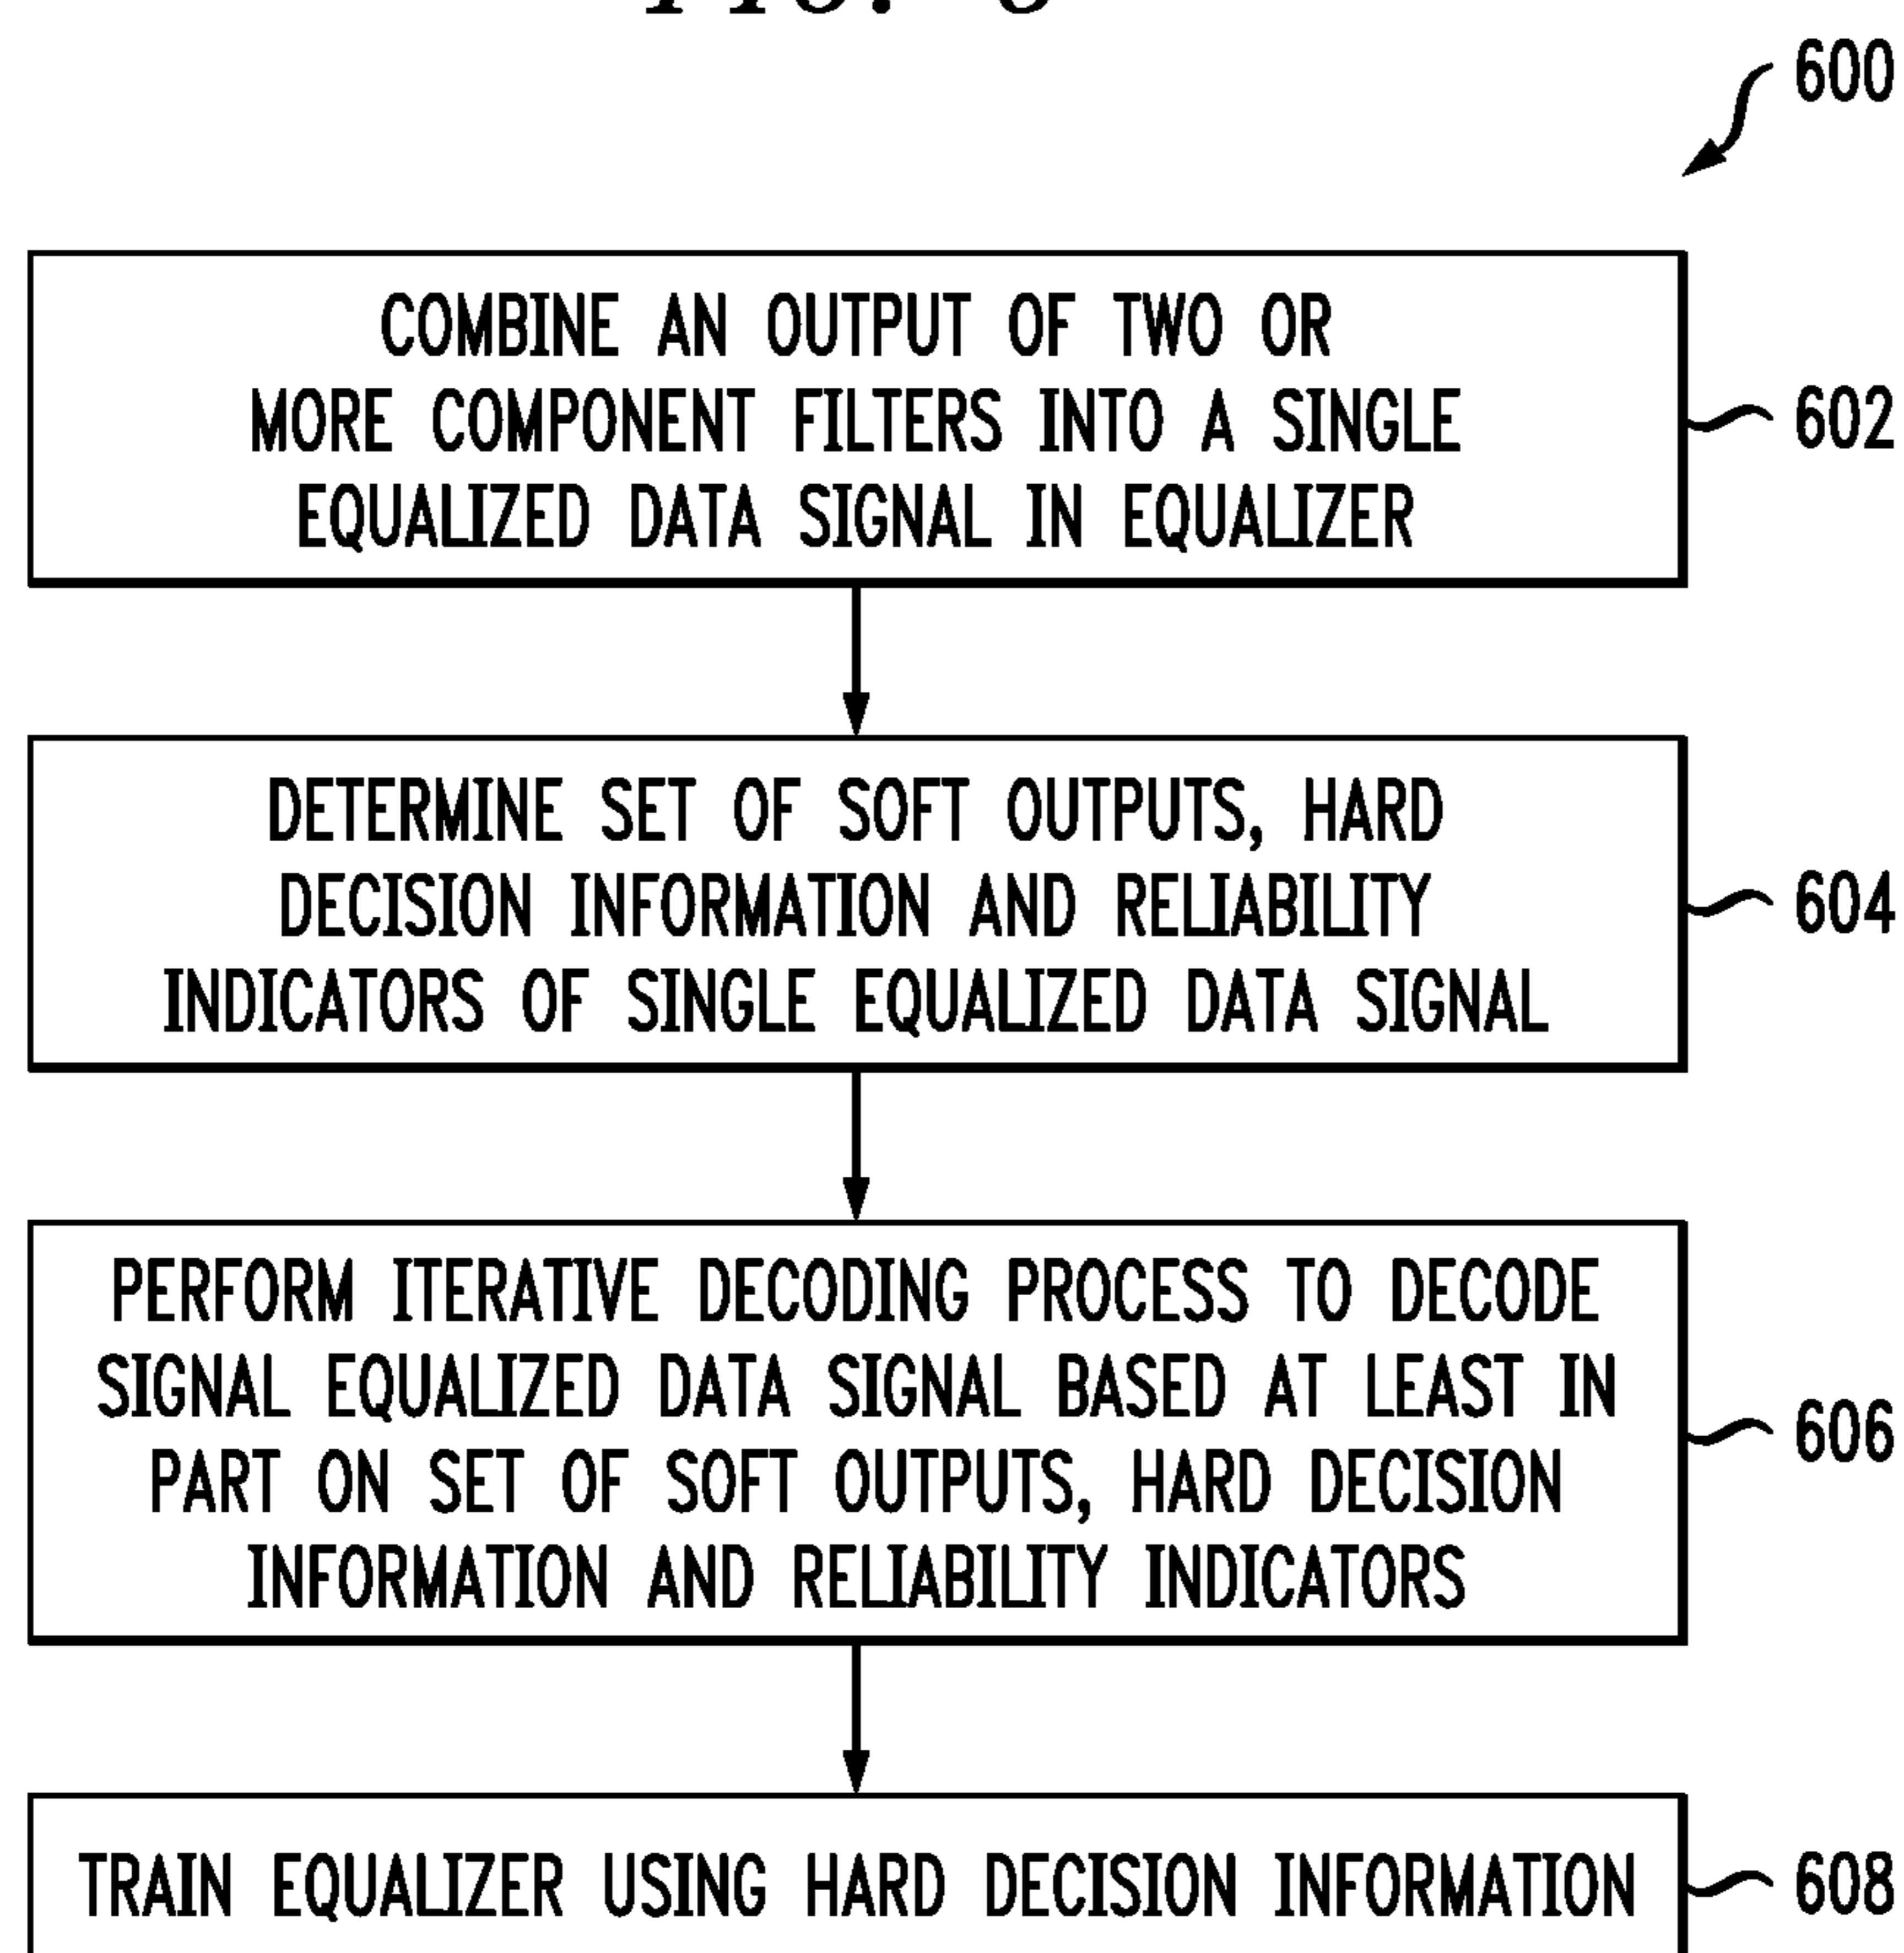 600
COMBINE AN OUTPUT OF TWO OR
MORE COMPONENT FILTERS INTO A SINGLE
EQUALIZED DATA SIGNAL IN EQUALIZER
602
DETERMINE SET OF SOFT OUTPUTS, HARD
DECISION INFORMATION AND RELIABILITY
INDICATORS OF SINGLE EQUALIZED DATA SIGNAL
604
PERFORM ITERATIVE DECODING PROCESS TO DECODE
SIGNAL EQUALIZED DATA SIGNAL BASED AT LEAST IN
PART ON SET OF SOFT OUTPUTS, HARD DECISION
INFORMATION AND RELIABILITY INDICATORS
606
TRAIN EQUALIZER USING HARD DECISION INFORMATION
608